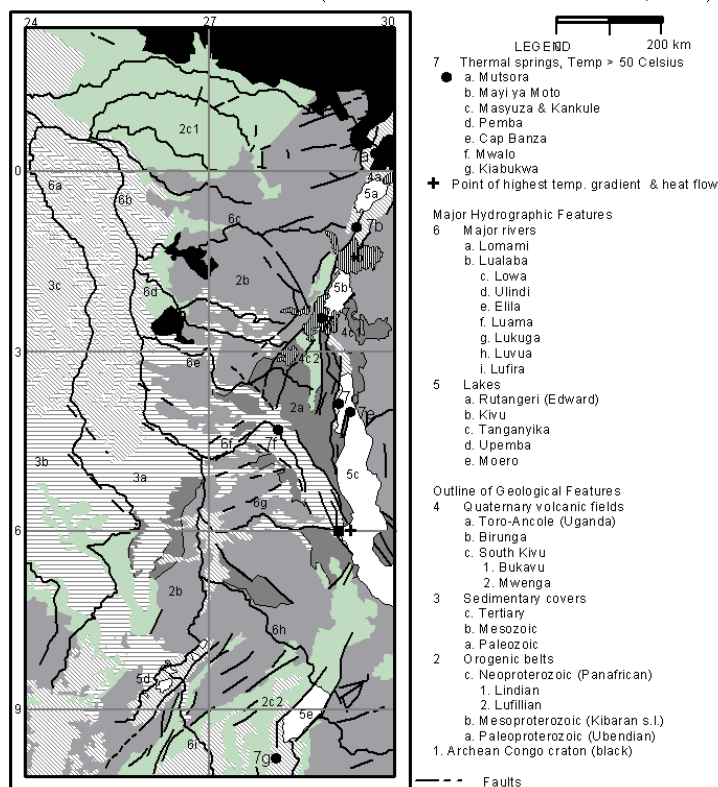 24 27 30
LEGEND 200 km
7 Thermal springs, Temp > 50 Celsius
a. Mutsora
b. Mayi ya Moto
c. Masyuza & Kankule
d. Pemba
e. Cap Banza
f. Mwalo
g. Kiabukwa
Point of highest temp. gradient & heat flow
Major Hydrographic Features
6 Major rivers
a. Lomami
b. Lualaba
c. Lowa
d. Ulindi
e. Elila
f. Luama
g. Lukuga
h. Luvua
i. Lufira
5 Lakes
a. Rutangeri (Edward)
b. Kivu
c. Tanganyika
d. Upemba
e. Moero
Outline of Geological Features
4 Quaternary volcanic fields
a. Toro-Ancole (Uganda)
b. Birunga
c. South Kivu
1. Bukavu
2. Mwenga
3 Sedimentary covers
c. Tertiary
b. Mesozoic
a. Paleozoic
2 Orogenic belts
c. Neoproterozoic (Panafrican)
1. Lindian
2. Lufillian
b. Mesoproterozoic (Kibaran s.l.)
a. Paleoproterozoic (Ubendian)
1. Archean Congo craton (black)
Faults
2c1
7a
0
4a
6a
5a
6b
6c
7b
3c
2b
6d
5b
3
6e
4c2
2a
7e
6f
7f
3b
3a
5c
6g
6
2b
6h
5d
2c2
9
5e
6i
7g